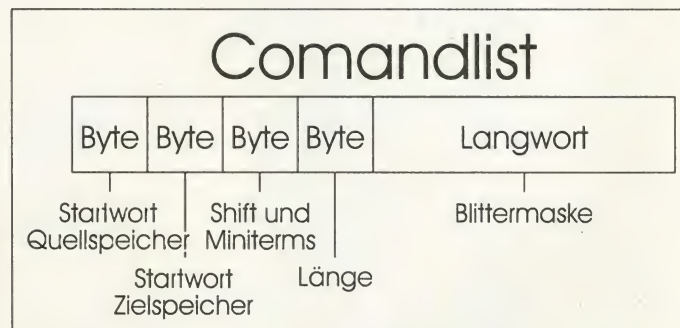 Comandlist
Byte Byte Byte Byte Langwort
Startwort
Quellspeicher
Startwort
Zielspeicher
Shift und
Miniterms
Länge
Blittermaske